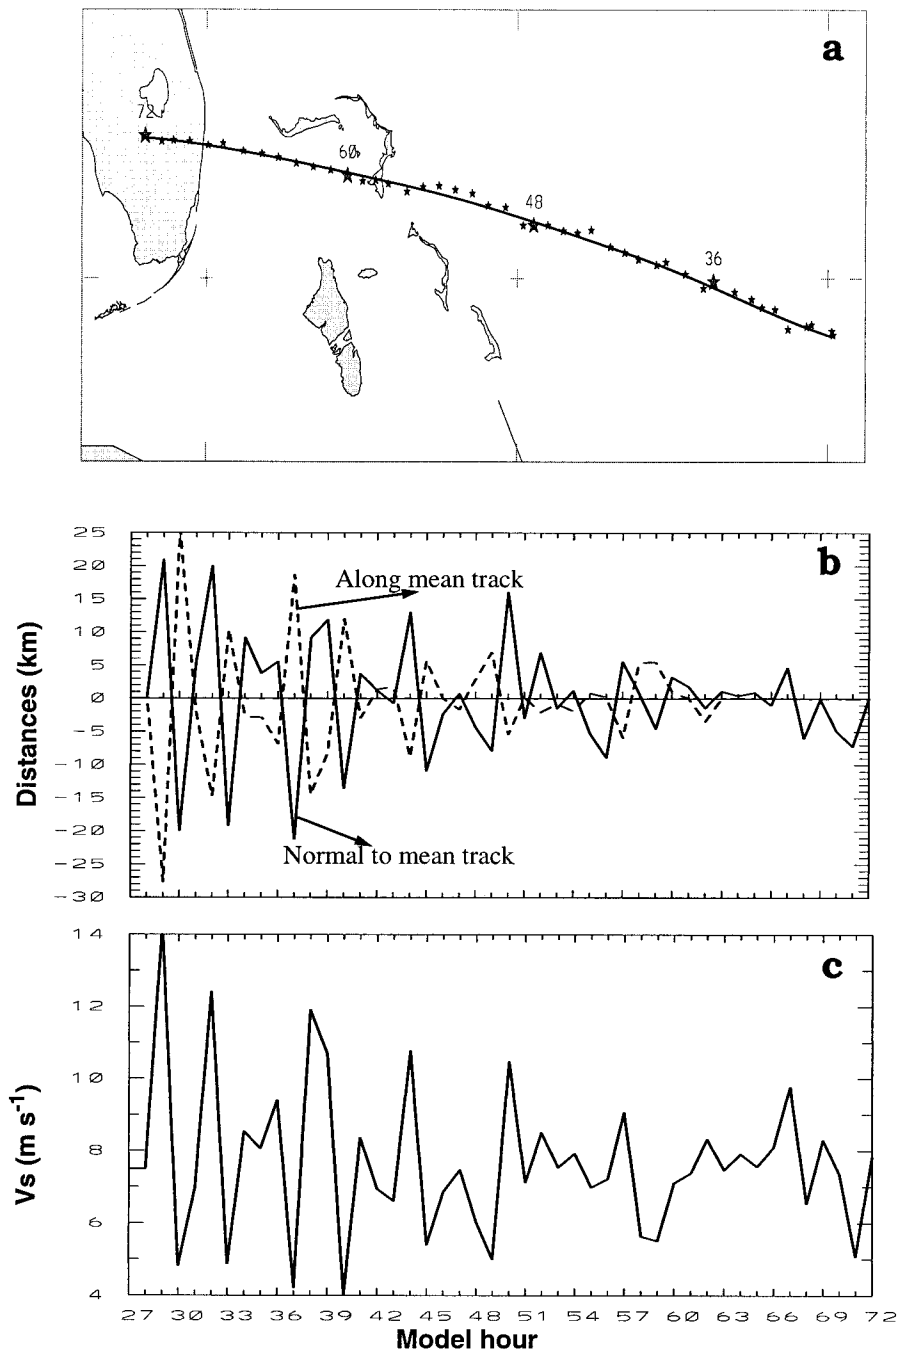 a
72
60
48
36
b
25
20
15
10
5
0
-5
-10
-15
-20
-25
-30
Distances (km)
Along mean track
Normal to mean track
c
14
12
10
8
6
4
Vs (m s⁻¹)
27 30 33 36 39 42 45 48 51 54 57 60 63 66 69 72
Model hour